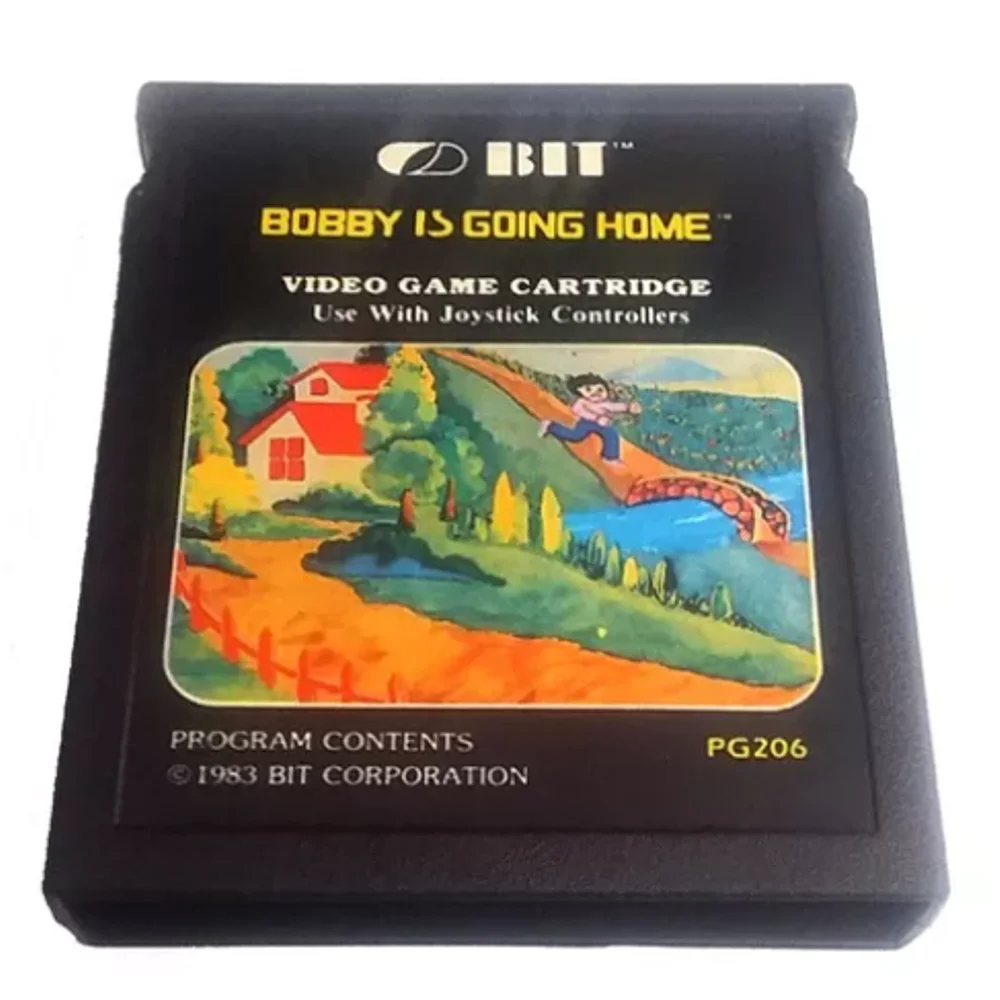 BIT™
BOBBY IS GOING HOME™
VIDEO GAME CARTRIDGE
Use With Joystick Controllers
PROGRAM CONTENTS
© 1983 BIT CORPORATION
PG206